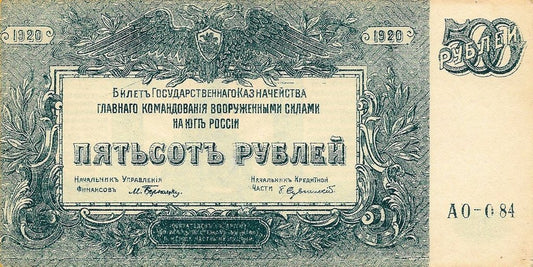 1920
1920
500
РУБЛЕЙ
БИЛЕТЪ ГОСУДАРСТВЕННАГО КАЗНАЧЕЙСТВА
ГЛАВНАГО КОМАНДОВАНІЯ ВООРУЖЕННЫМИ СИЛАМИ
НА ЮГѢ РОССІИ
ПЯТЬСОТЪ РУБЛЕЙ
НАЧАЛЬНИКЪ УПРАВЛЕНІЯ
ФИНАНСОВЪ
НАЧАЛЬНИКЪ КРЕДИТНОЙ
ЧАСТИ
АО-084